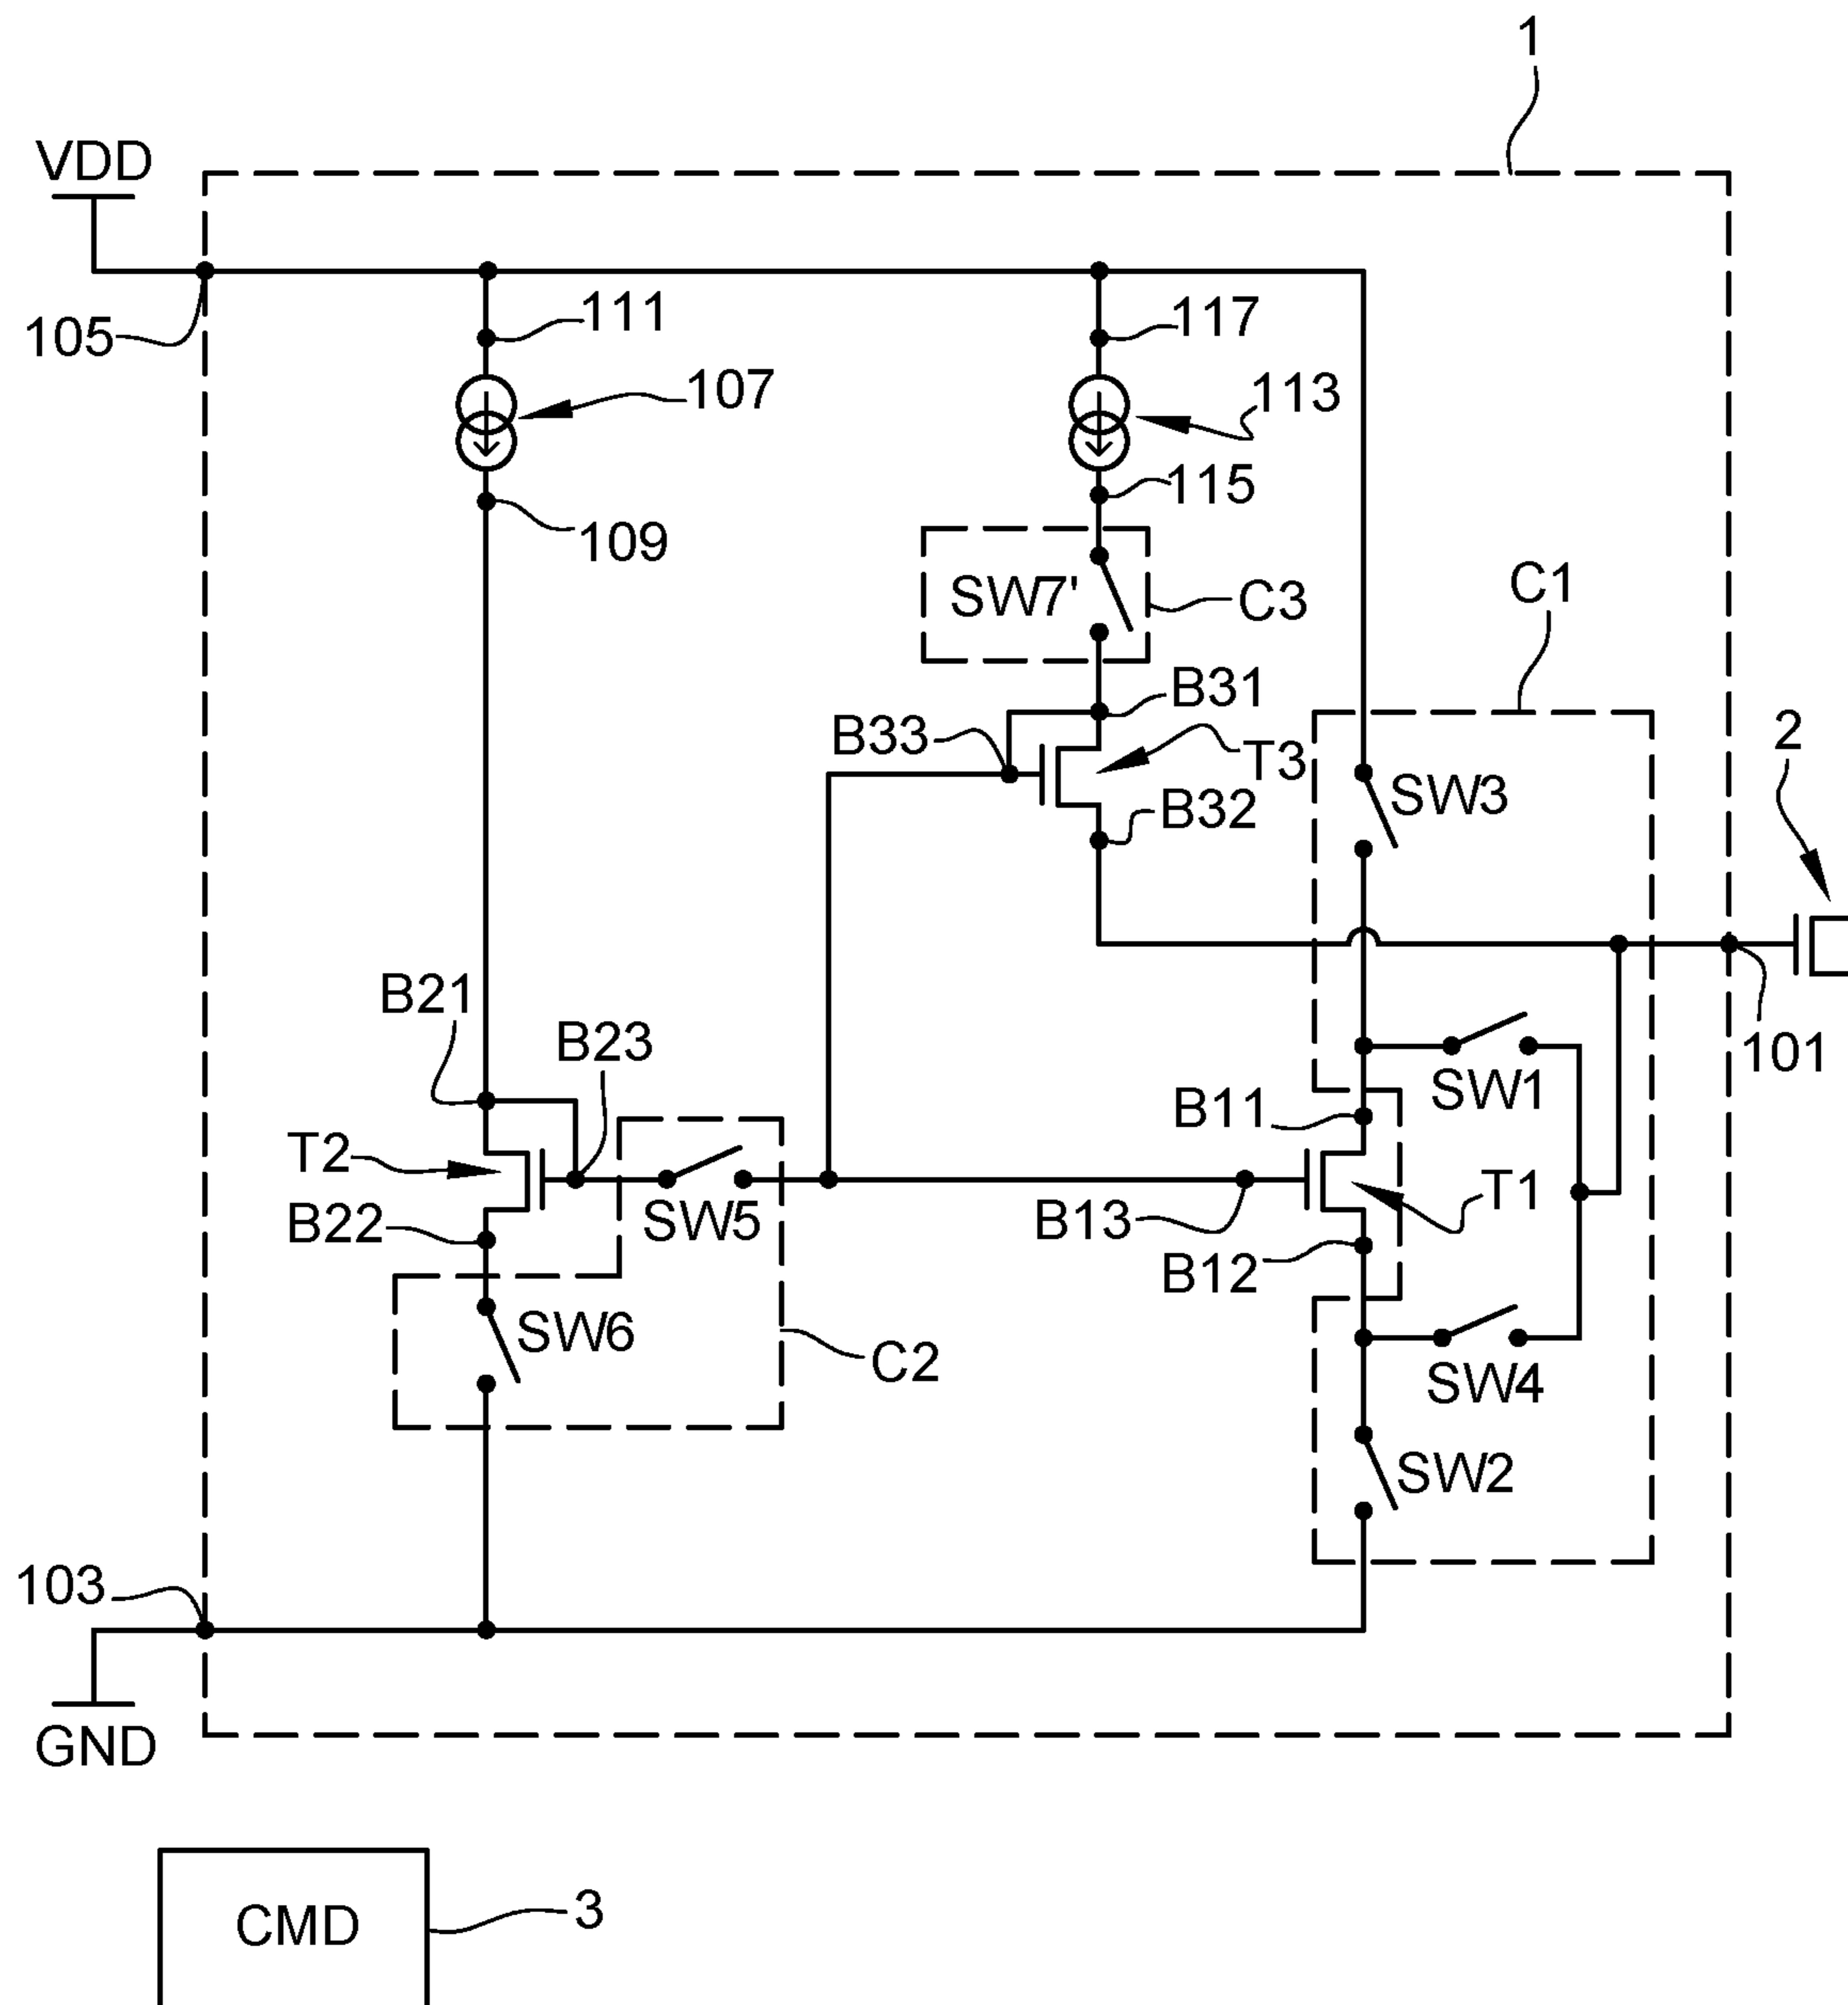 1
VDD
105
111
117
107
113
115
109
SW7'
C3
C1
B31
B33
T3
2
SW3
B32
B21
B23
101
SW1
B11
T2
T1
B22
SW5
B13
B12
SW6
C2
SW4
SW2
103
GND
CMD
3